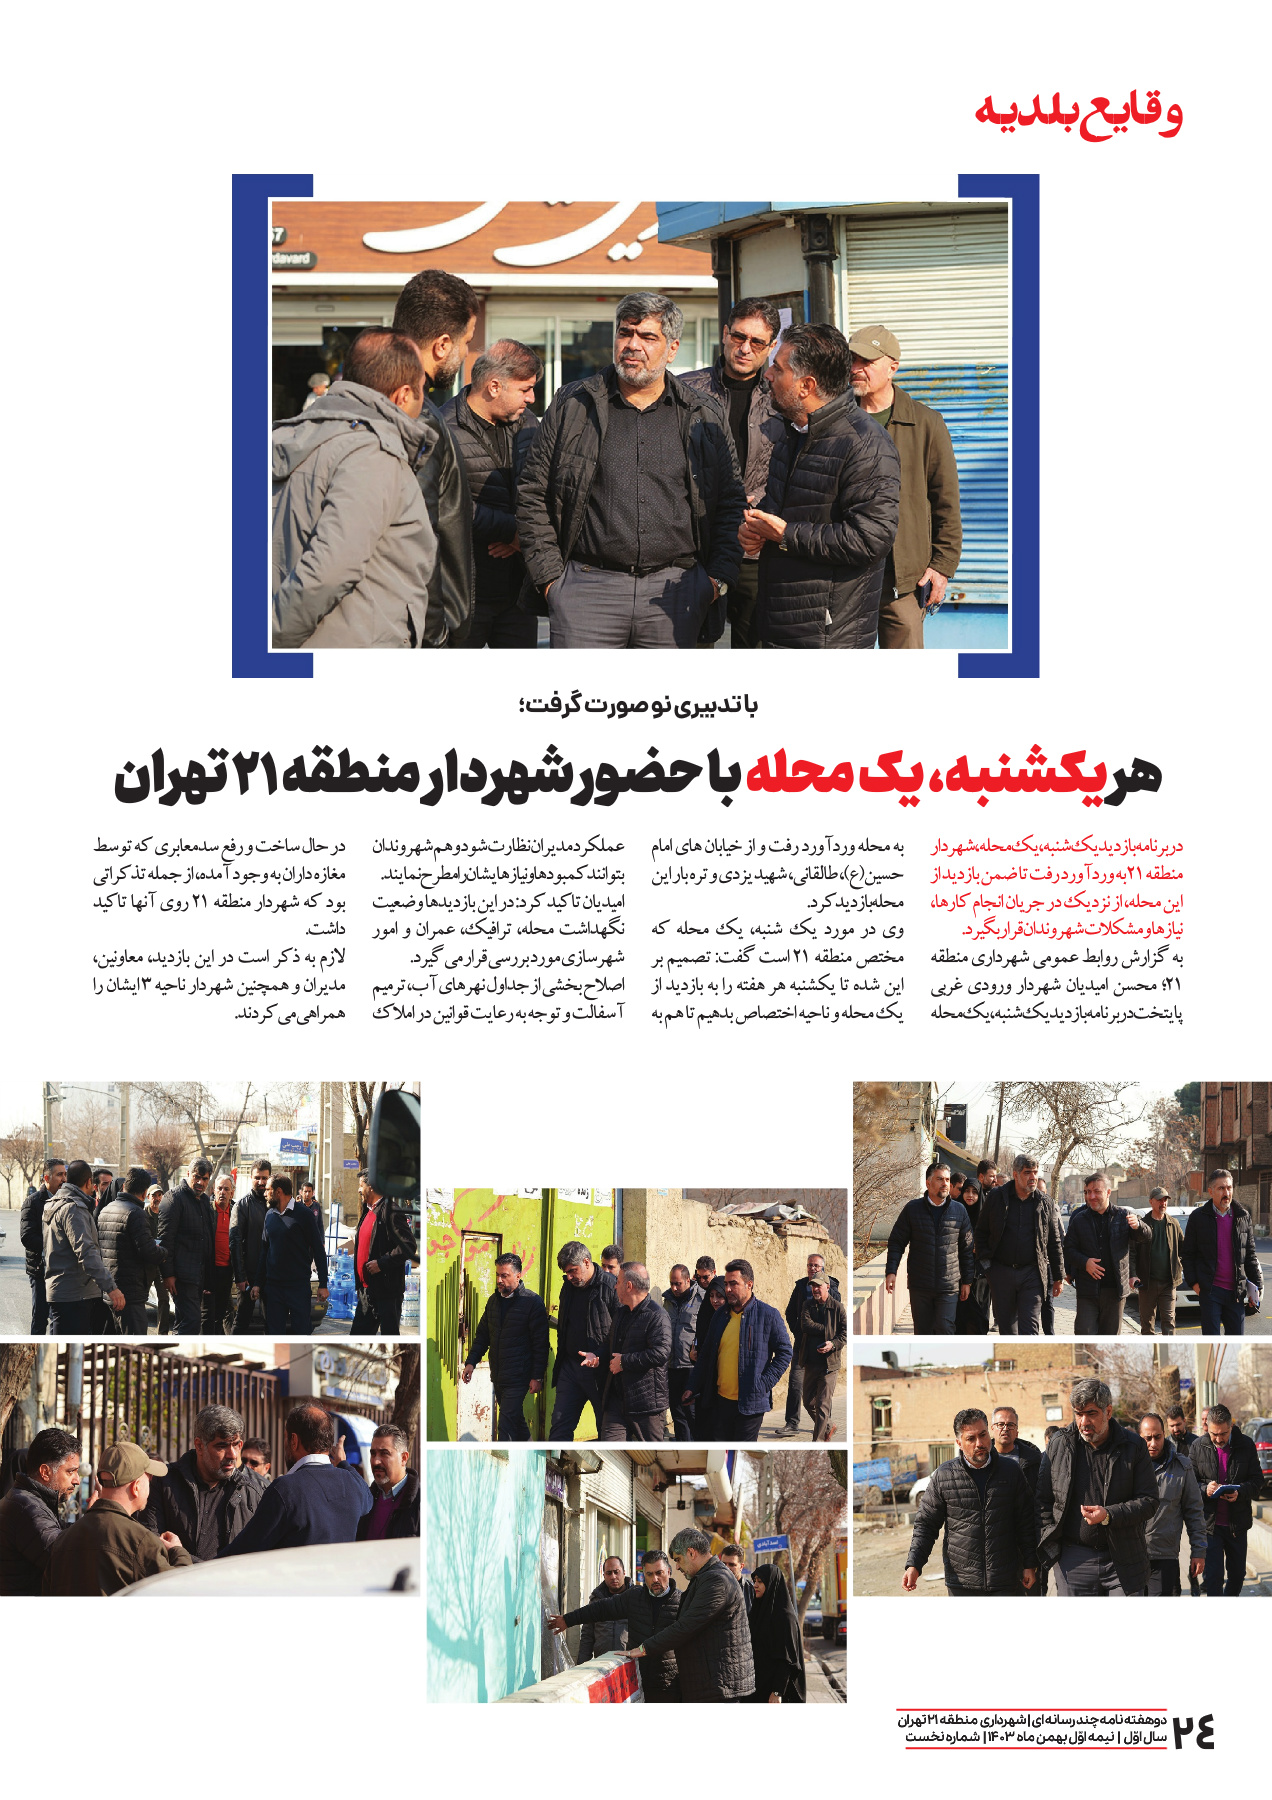 وقایع بلدیه
با تدبیری نو صورت گرفت؛
هر یکشنبه، یک محله با حضور شهردار منطقه ۲۱ تهران
در برنامه بازدید یک شنبه، یک محله، شهردار
منطقه ۲۱ به وردآورد رفت تا ضمن بازدید از
این محله، از نزدیک در جریان انجام کارها،
نیازها و مشکلات شهروندان قرار بگیرد.
به گزارش روابط عمومی شهرداری منطقه
۲۱؛ محسن امیدیان شهردار ورودی غربی
پایتخت در برنامه بازدید یک شنبه، یک محله
به محله وردآورد رفت و از خیابان های امام
حسین(ع)، طالقانی، شهید یزدی و تره بار این
محله بازدید کرد.
وی در مورد یک شنبه، یک محله که
مختص منطقه ۲۱ است گفت: تصمیم بر
این شده تا یکشنبه هر هفته را به بازدید از
یک محله و ناحیه اختصاص بدهیم تا هم به
عملکرد مدیران نظارت شود و هم شهروندان
بتوانند کمبودها و نیازهایشان را مطرح نمایند.
امیدیان تاکید کرد: در این بازدیدها وضعیت
نگهداشت محله، ترافیک، عمران و امور
شهرسازی مورد بررسی قرار می گیرد.
اصلاح بخشی از جداول نهرهای آب، ترمیم
آسفالت و توجه به رعایت قوانین در املاک
در حال ساخت و رفع سدمعابری که توسط
مغازه داران به وجود آمده، از جمله تذکراتی
بود که شهردار منطقه ۲۱ روی آنها تاکید
داشت.
لازم به ذکر است در این بازدید، معاونین،
مدیران و همچنین شهردار ناحیه ۳ ایشان را
همراهی می کردند.
۲۴
دو هفته نامه چند رسانه ای | شهرداری منطقه ۲۱ تهران
سال اوّل | نیمه اوّل بهمن ماه ۱۴۰۳ | شماره نخست